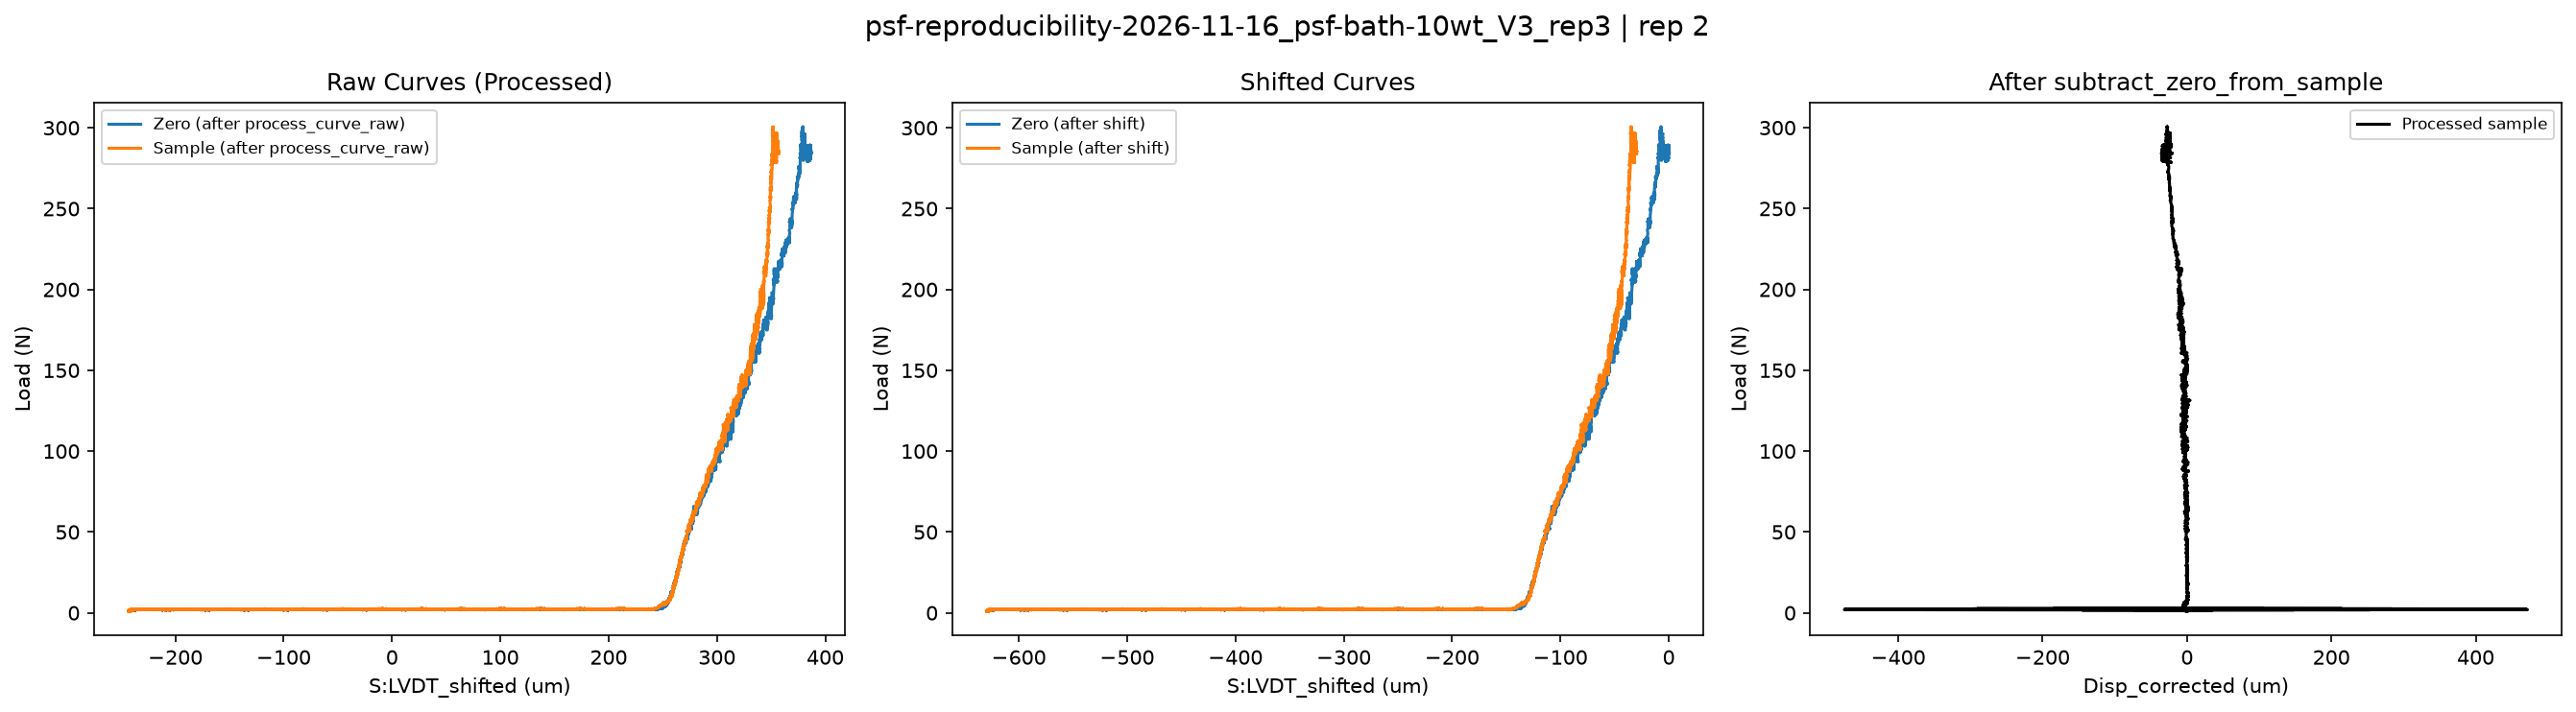 psf-reproducibility-2026-11-16_psf-bath-10wt_V3_rep3 | rep 2
Raw Curves (Processed)
Zero (after process_curve_raw)
Sample (after process_curve_raw)
300
250
200
150
100
50
0
Load (N)
−200
−100
0
100
200
300
400
S:LVDT_shifted (um)
Shifted Curves
Zero (after shift)
Sample (after shift)
300
250
200
150
100
50
0
Load (N)
−600
−500
−400
−300
−200
−100
0
S:LVDT_shifted (um)
After subtract_zero_from_sample
Processed sample
300
250
200
150
100
50
0
Load (N)
−400
−200
0
200
400
Disp_corrected (um)